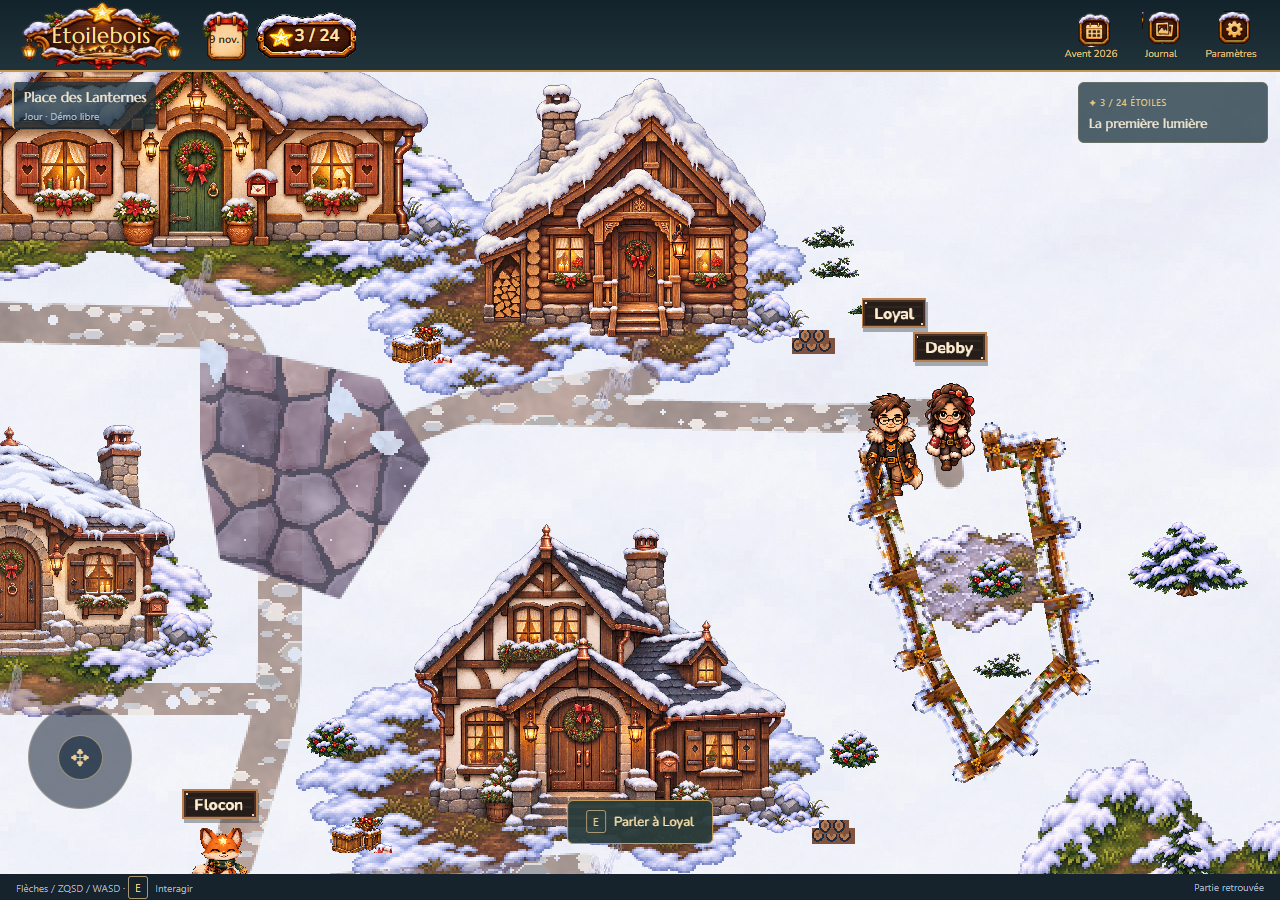 Étoilebois
9 nov.
3 / 24
Avent 2026
Journal
Paramètres
Place des Lanternes
Jour · Démo libre
✦ 3 / 24 ÉTOILES
La première lumière
Loyal
Debby
Flocon
E Parler à Loyal
Flèches / ZQSD / WASD · E Interagir
Partie retrouvée